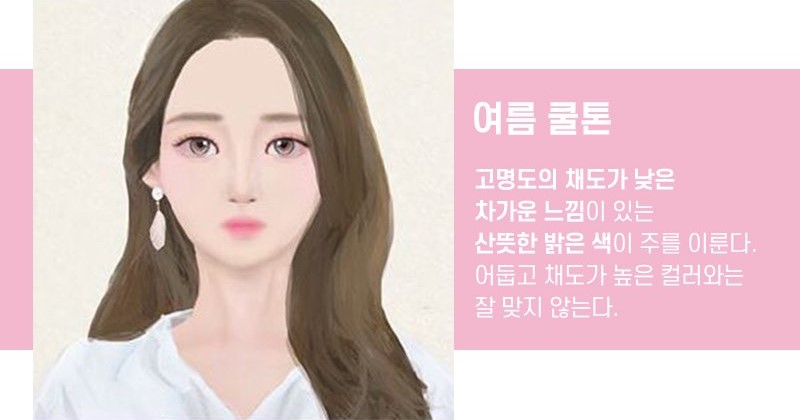 여름 쿨톤
고명도의 채도가 낮은
차가운 느낌이 있는
산뜻한 밝은 색이 주를 이룬다.
어둡고 채도가 높은 컬러와는
잘 맞지 않는다.